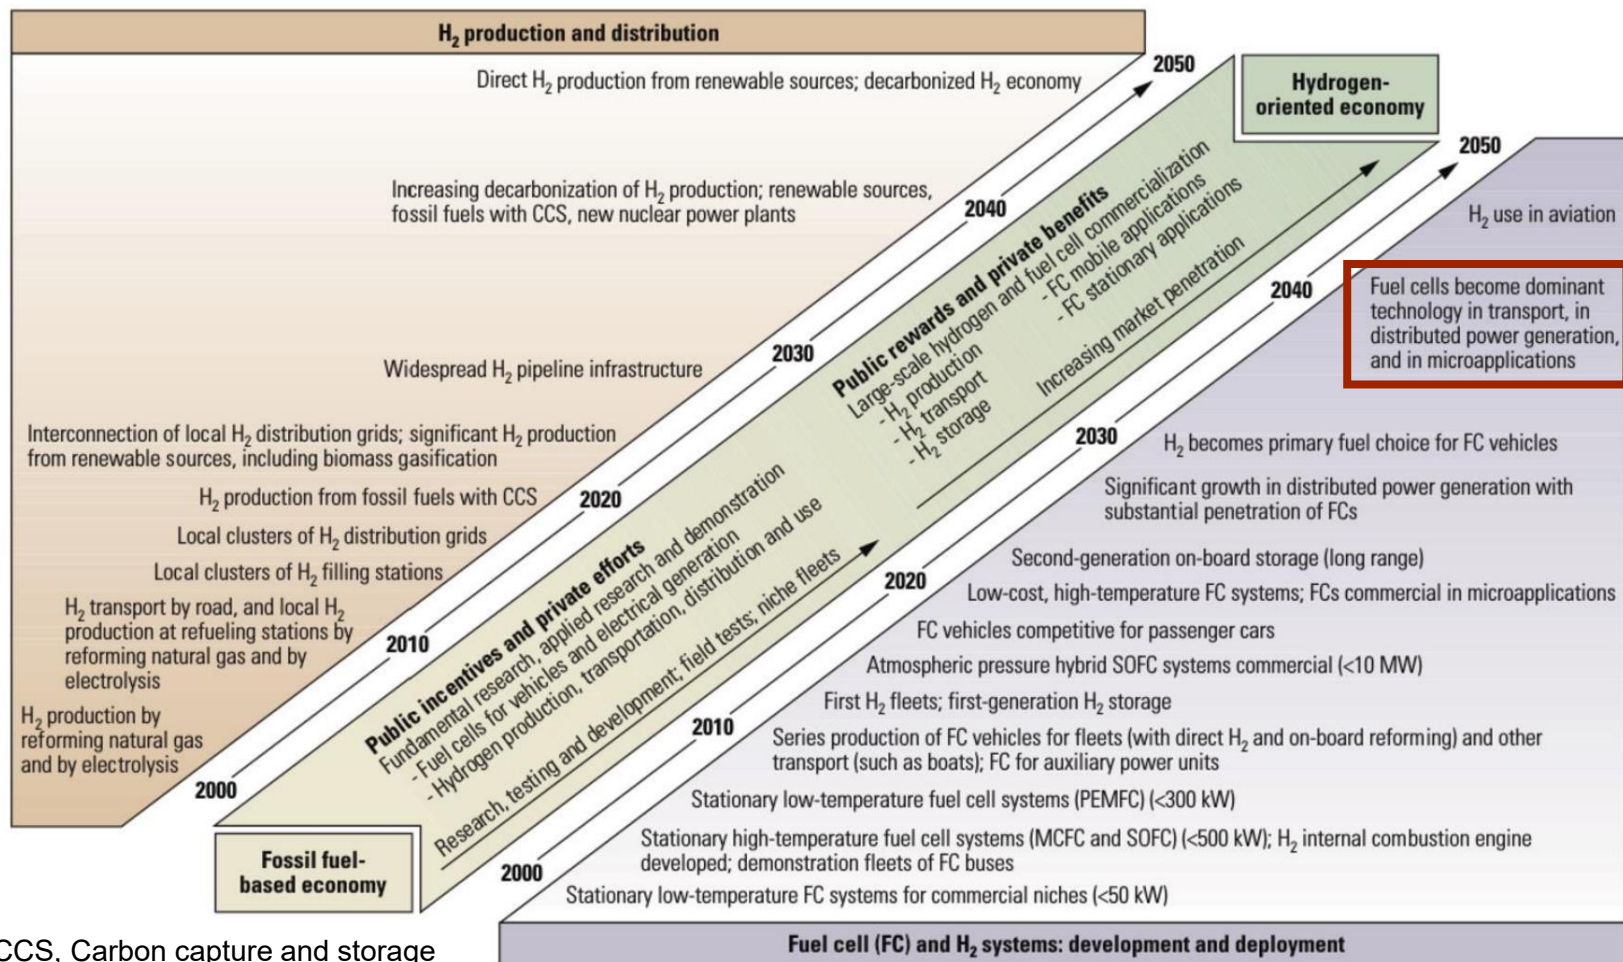 H₂ production and distribution
Direct H₂ production from renewable sources; decarbonized H₂ economy
Increasing decarbonization of H₂ production; renewable sources,
fossil fuels with CCS, new nuclear power plants
Widespread H₂ pipeline infrastructure
Interconnection of local H₂ distribution grids; significant H₂ production
from renewable sources, including biomass gasification
H₂ production from fossil fuels with CCS
Local clusters of H₂ distribution grids
Local clusters of H₂ filling stations
H₂ transport by road, and local H₂
production at refueling stations by
reforming natural gas and by
electrolysis
H₂ production by
reforming natural gas
and by electrolysis
2000
2010
2020
2030
2040
2050
Fossil fuel-
based economy
Public incentives and private efforts
Fundamental research, applied research and demonstration
- Fuel cells for vehicles and electrical generation
- Hydrogen production, transportation, distribution and use
Research, testing and development; field tests; niche fleets
Public rewards and private benefits
Large-scale hydrogen and fuel cell commercialization
- H₂ production
- H₂ transport
- H₂ storage
- FC mobile applications
- FC stationary applications
Increasing market penetration
Hydrogen-
oriented economy
2050
2040
2030
2020
2010
2000
H₂ use in aviation
Fuel cells become dominant
technology in transport, in
distributed power generation,
and in microapplications
H₂ becomes primary fuel choice for FC vehicles
Significant growth in distributed power generation with
substantial penetration of FCs
Second-generation on-board storage (long range)
Low-cost, high-temperature FC systems; FCs commercial in microapplications
FC vehicles competitive for passenger cars
Atmospheric pressure hybrid SOFC systems commercial (<10 MW)
First H₂ fleets; first-generation H₂ storage
Series production of FC vehicles for fleets (with direct H₂ and on-board reforming) and other
transport (such as boats); FC for auxiliary power units
Stationary low-temperature fuel cell systems (PEMFC) (<300 kW)
Stationary high-temperature fuel cell systems (MCFC and SOFC) (<500 kW); H₂ internal combustion engine
developed; demonstration fleets of FC buses
Stationary low-temperature FC systems for commercial niches (<50 kW)
Fuel cell (FC) and H₂ systems: development and deployment
CCS, Carbon capture and storage